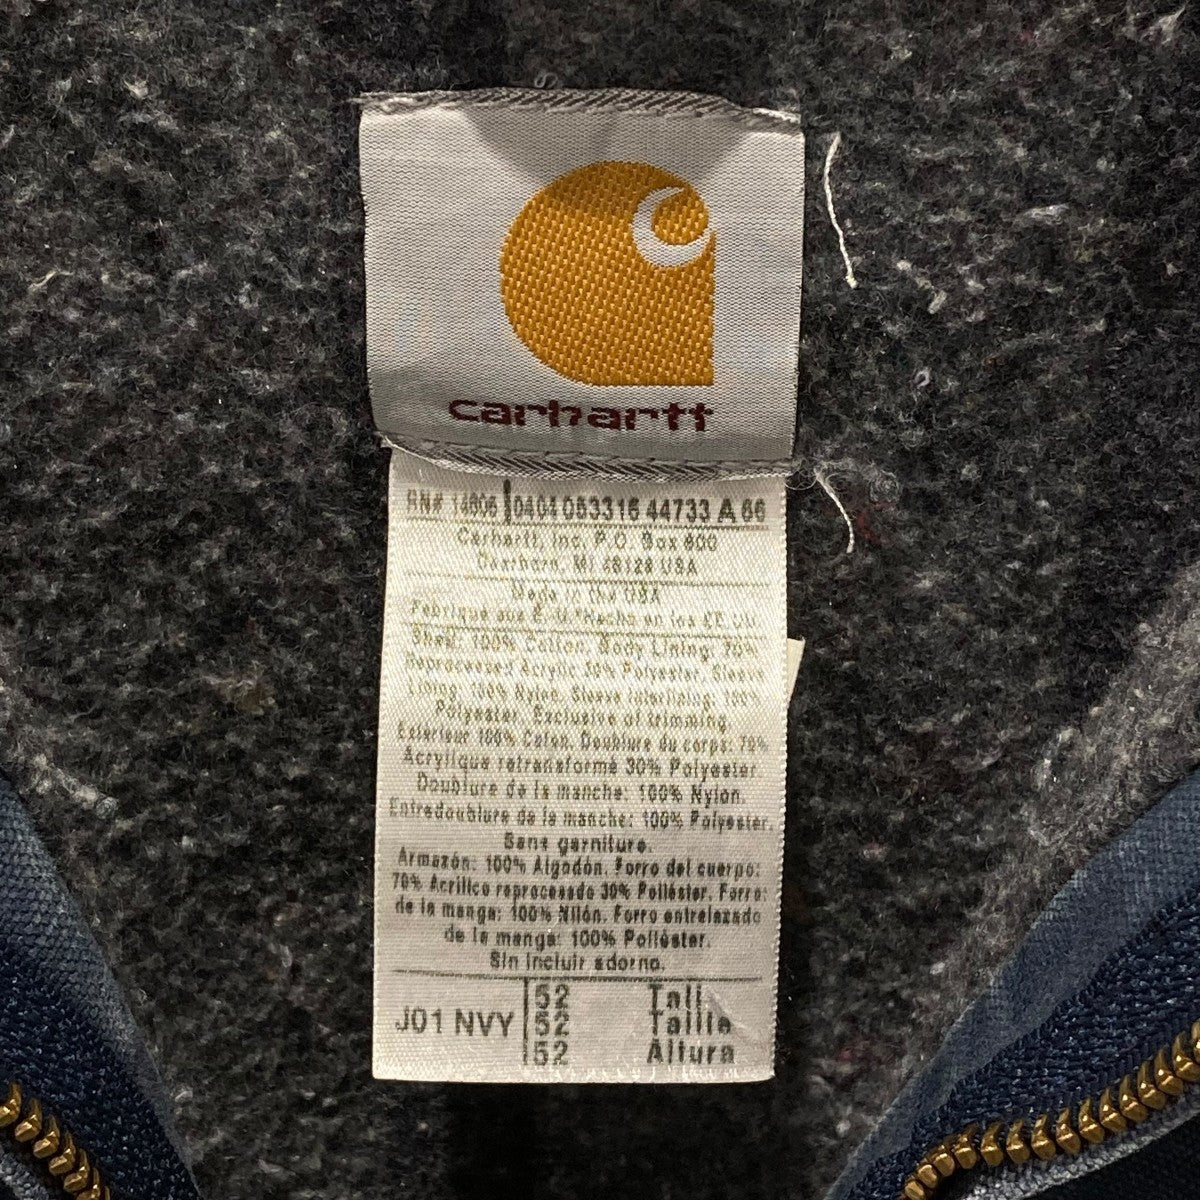 carhartt
RN# 14806 0404 053316 44733 A 66
Carhartt, Inc. P.O. Box 600
Dearborn, MI 48126 USA
Made in the USA
Fabriqué aux É. U. Hecho en los EE.UU.
Shell: 100% Cotton. Body Lining: 70%
Reprocessed Acrylic 30% Polyester. Sleeve
Lining: 100% Nylon. Sleeve Interlining: 100%
Polyester. Exclusive of trimming.
Extérieur 100% Coton. Doublure du corps: 70%
Acrylique retransformé 30% Polyester.
Doublure de la manche: 100% Nylon.
Entredoublure de la manche: 100% Polyester.
Sans garniture.
Armazón: 100% Algodón. Forro del cuerpo:
70% Acrílico reprocesado 30% Poliéster. Forro
de la manga: 100% Nilón. Forro entrelazado
de la manga: 100% Poliéster.
Sin incluir adorno.
J01 NVY
52 Tall
52 Taille
52 Altura